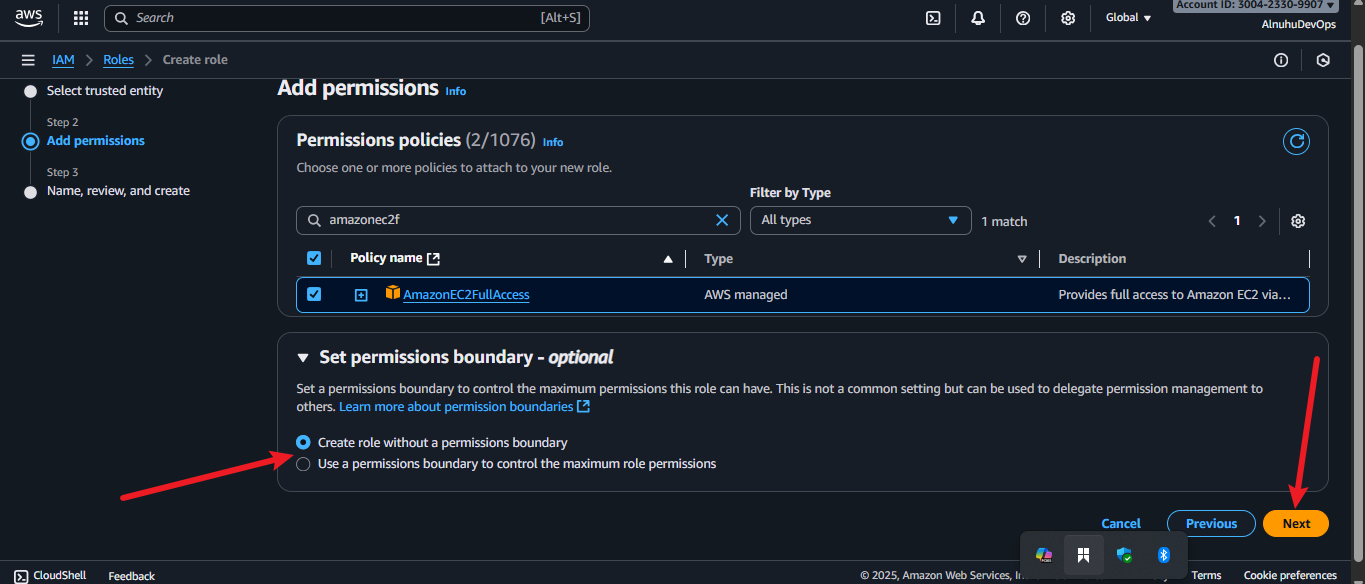 aws
Search [Alt+S]
Global
Account ID: 3004-2330-9907
AlnuhuDevOps
IAM Roles Create role
Select trusted entity
Step 2
Add permissions
Step 3
Name, review, and create
Add permissions Info
Permissions policies (2/1076) Info
Choose one or more policies to attach to your new role.
Filter by Type
amazonec2f
All types
1 match
1
Policy name Type Description
AmazonEC2FullAccess AWS managed Provides full access to Amazon EC2 via...
Set permissions boundary - optional
Set a permissions boundary to control the maximum permissions this role can have. This is not a common setting but can be used to delegate permission management to
others. Learn more about permission boundaries
Create role without a permissions boundary
Use a permissions boundary to control the maximum role permissions
Cancel Previous Next
CloudShell Feedback © 2025, Amazon Web Services, Terms Cookie preferences